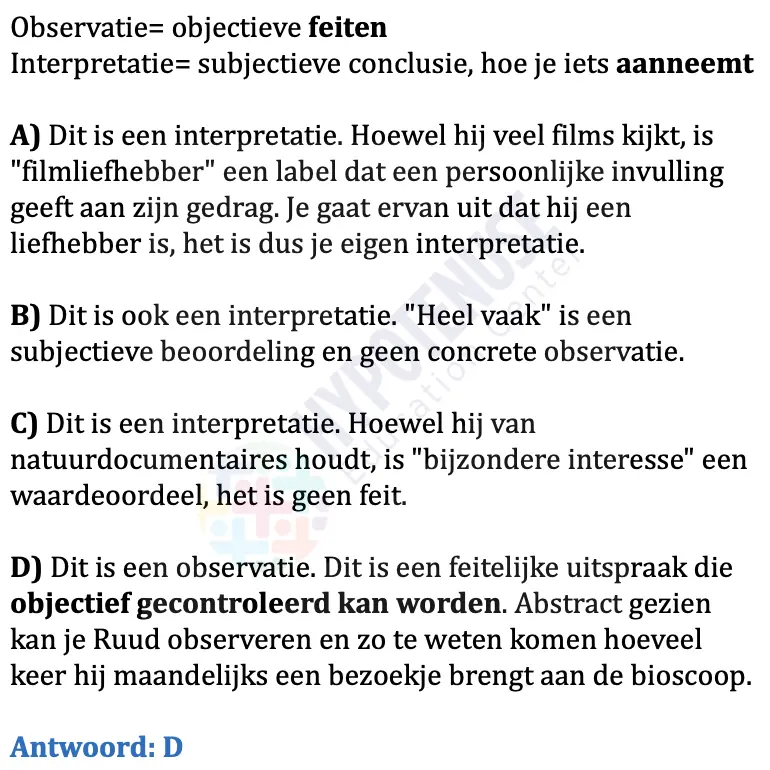 Observatie= objectieve feiten
Interpretatie= subjectieve conclusie, hoe je iets aanneemt
A) Dit is een interpretatie. Hoewel hij veel films kijkt, is
"filmliefhebber" een label dat een persoonlijke invulling
geeft aan zijn gedrag. Je gaat ervan uit dat hij een
liefhebber is, het is dus je eigen interpretatie.
B) Dit is ook een interpretatie. "Heel vaak" is een
subjectieve beoordeling en geen concrete observatie.
C) Dit is een interpretatie. Hoewel hij van
natuurdocumentaires houdt, is "bijzondere interesse" een
waardeoordeel, het is geen feit.
D) Dit is een observatie. Dit is een feitelijke uitspraak die
objectief gecontroleerd kan worden. Abstract gezien
kan je Ruud observeren en zo te weten komen hoeveel
keer hij maandelijks een bezoekje brengt aan de bioscoop.
Antwoord: D
HYPOTENUSE
Education Center